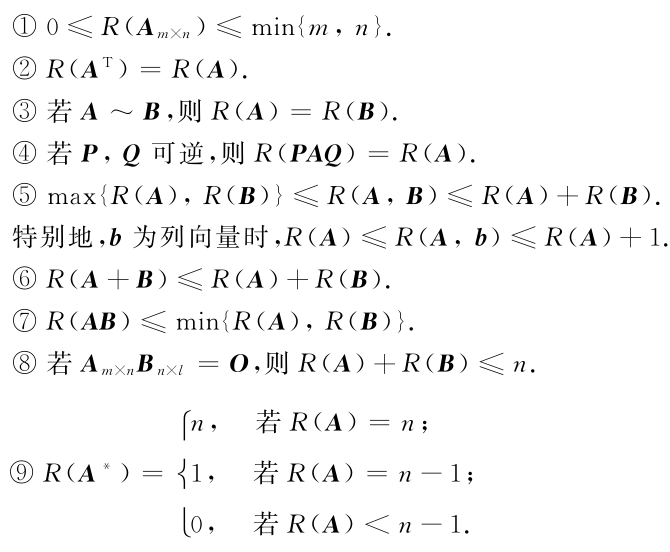 ① 0 ≤ R(A_{m×n}) ≤ min{m, n}.
② R(A^T) = R(A).
③ 若 A ~ B,则 R(A) = R(B).
④ 若 P, Q 可逆,则 R(PAQ) = R(A).
⑤ max{R(A), R(B)} ≤ R(A, B) ≤ R(A)+R(B).
特别地,b 为列向量时,R(A) ≤ R(A, b) ≤ R(A)+1.
⑥ R(A+B) ≤ R(A)+R(B).
⑦ R(AB) ≤ min{R(A), R(B)}.
⑧ 若 A_{m×n}B_{n×l} = O,则 R(A)+R(B) ≤ n.
n, 若 R(A) = n;
⑨ R(A^*) = {1, 若 R(A) = n-1;
0, 若 R(A) < n-1.